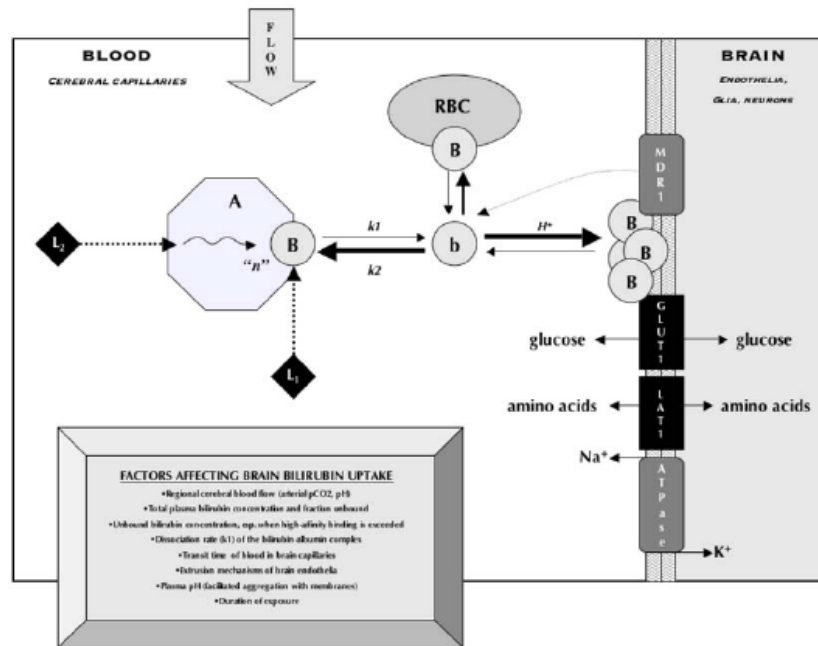 BLOOD
CEREBRAL CAPILLARIES
FLOW
BRAIN
ENDOTHELIA,
GLIA, NEURONS
RBC
B
MDR1
A
B
"n"
L₂
L₁
k1
k2
b
H⁺
B
B
B
GLUT1
glucose
glucose
LAT1
amino acids
amino acids
Na⁺
ATPase
K⁺
FACTORS AFFECTING BRAIN BILIRUBIN UPTAKE
•Regional cerebral blood flow (arterial pCO2, pH)
•Total plasma bilirubin concentration and fraction unbound
•Unbound bilirubin concentration, esp. when high-affinity binding is exceeded
•Dissociation rate (k1) of the bilirubin albumin complex
•Transit time of blood in brain capillaries
•Extrusion mechanisms of brain endothelia
•Plasma pH (facilitated aggregation with membranes)
•Duration of exposure